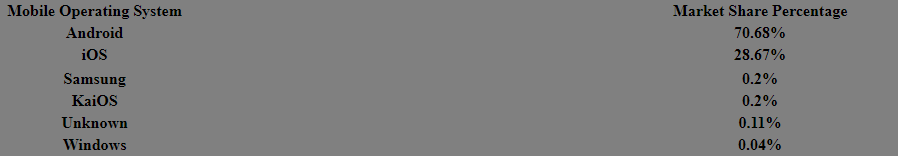 Mobile Operating System Market Share Percentage
Android 70.68%
iOS 28.67%
Samsung 0.2%
KaiOS 0.2%
Unknown 0.11%
Windows 0.04%